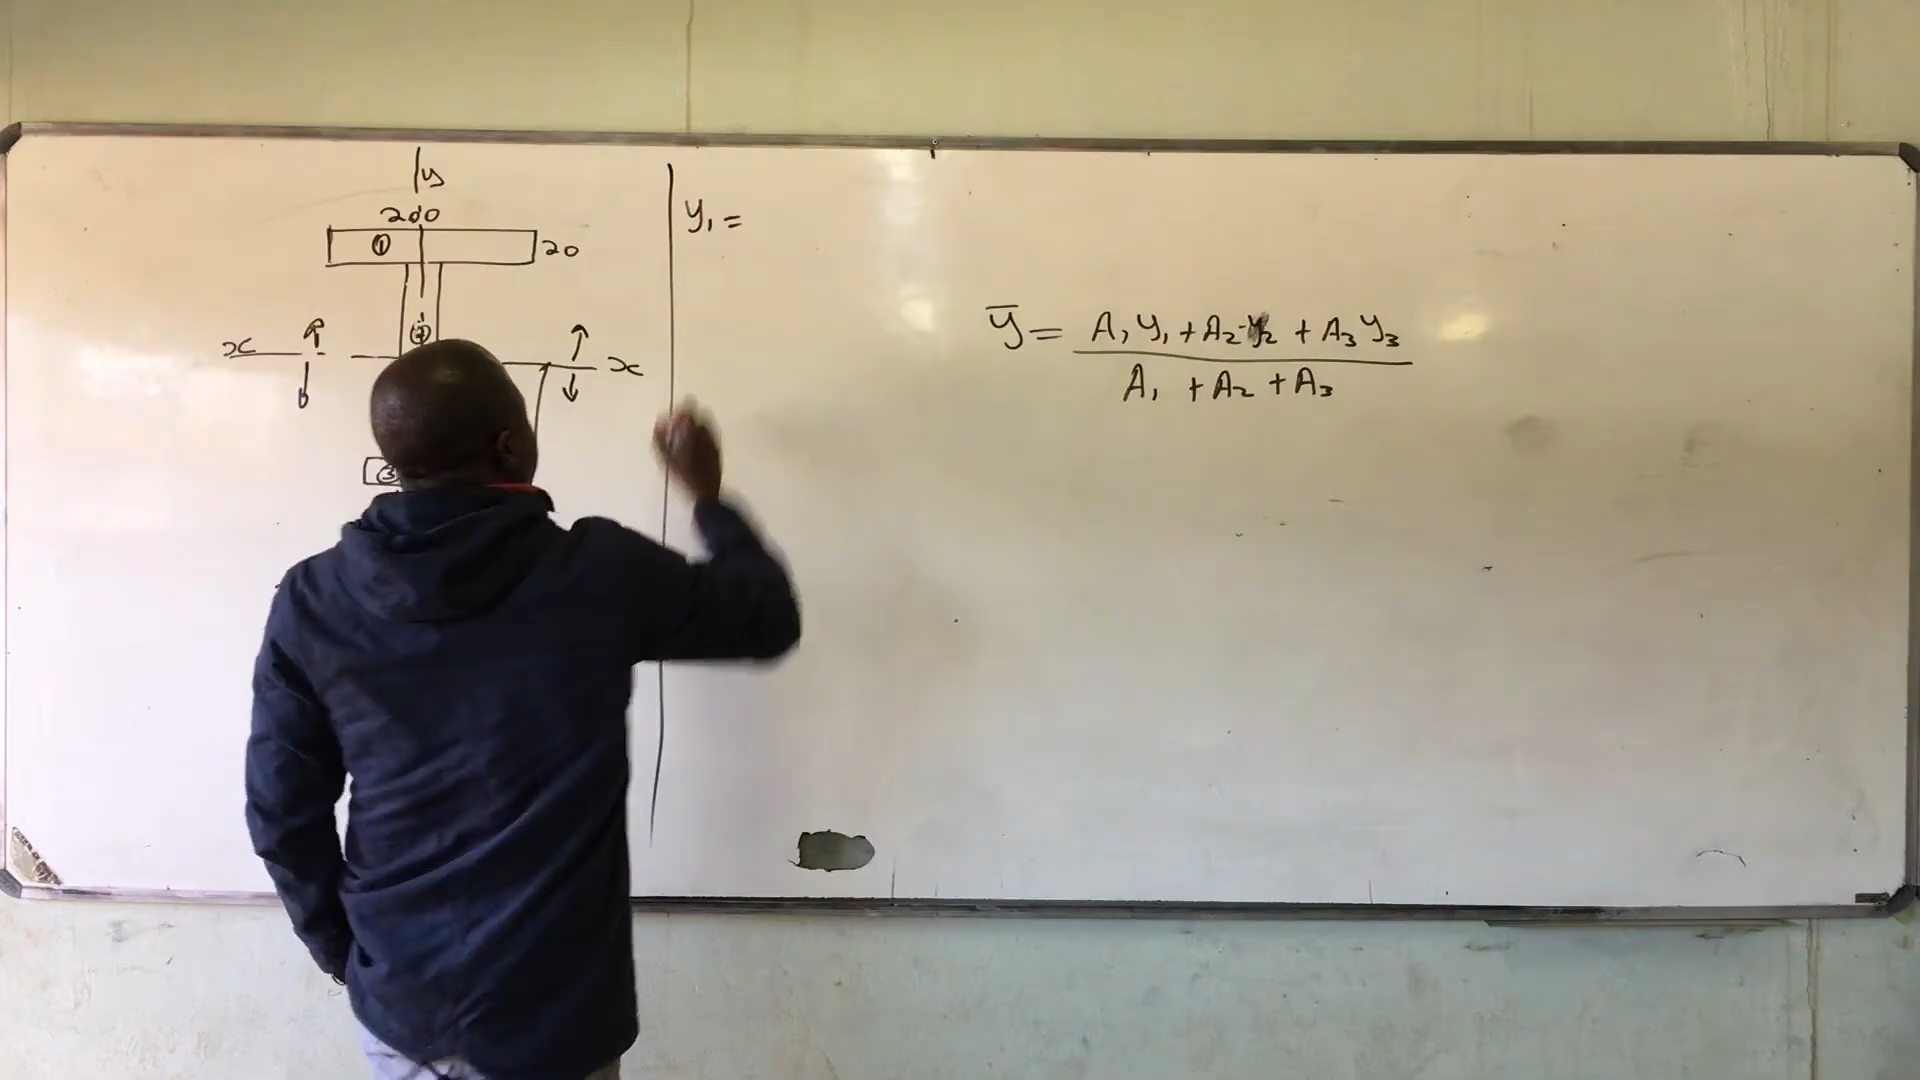 y
200
① 20
②
x x
③
y₁ =
ȳ = A₁y₁ + A₂y₂ + A₃y₃
A₁ + A₂ + A₃